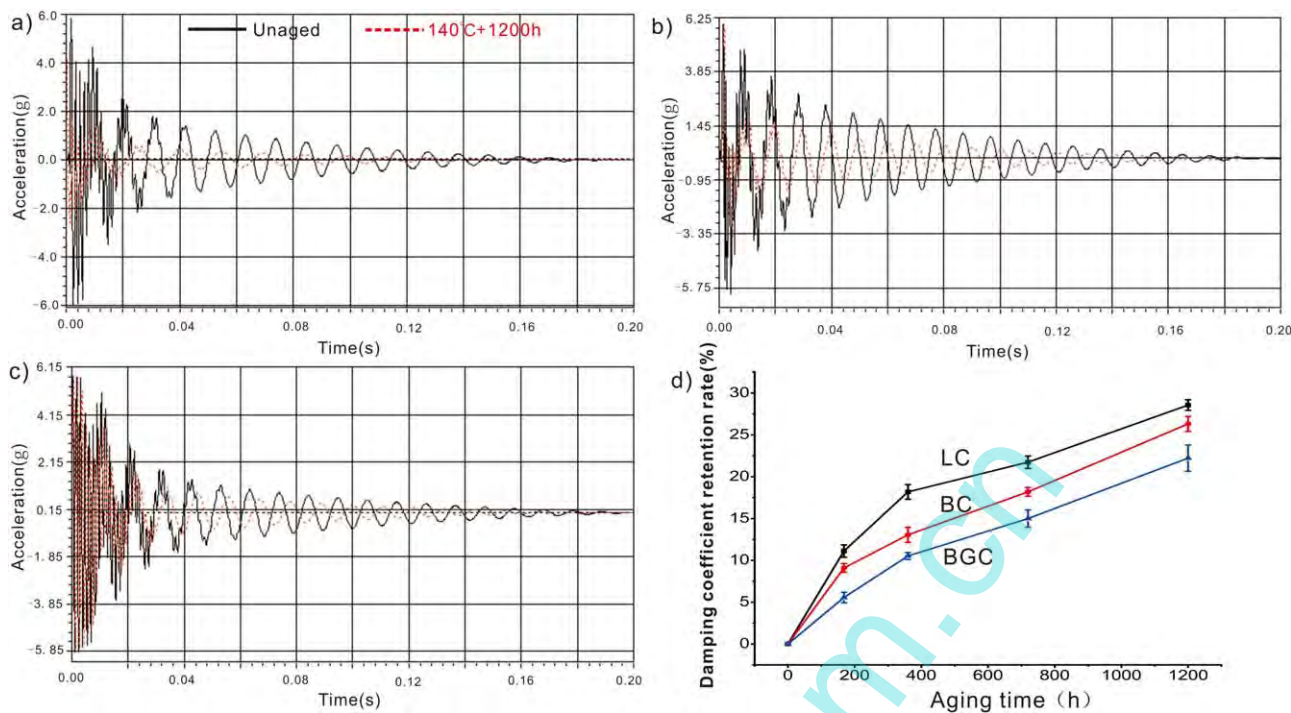 a)
Unaged
140℃+1200h
Acceleration(g)
6.0
4.0
2.0
0.0
-2.0
-4.0
-6.0
0.00
0.04
0.08
0.12
0.16
0.20
Time(s)
b)
Acceleration(g)
6.25
3.85
1.45
-0.95
-3.35
-5.75
0.00
0.04
0.08
0.12
0.16
0.20
Time(s)
c)
Acceleration(g)
6.15
4.15
2.15
0.15
-1.85
-3.85
-5.85
0.00
0.04
0.08
0.12
0.16
0.20
Time(s)
d)
Damping coefficient retention rate(%)
30
25
20
15
10
5
0
LC
BC
BGC
0
200
400
600
800
1000
1200
Aging time（h）
m.cn